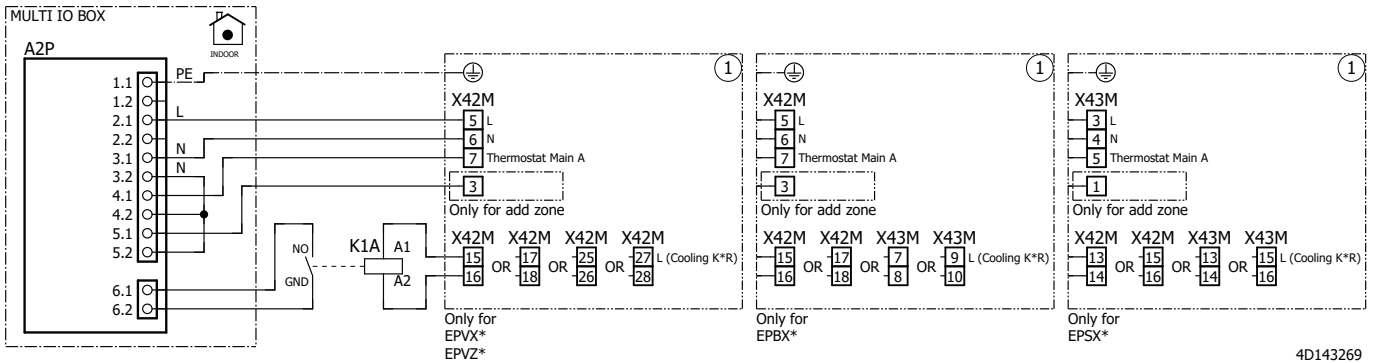 MULTI IO BOX
INDOOR
A2P
1.1
1.2
2.1
2.2
3.1
3.2
4.1
4.2
5.1
5.2
6.1
6.2
PE
L
N
N
NO
GND
K1A
A1
A2
1
X42M
5 L
6 N
7 Thermostat Main A
3
Only for add zone
X42M X42M X42M X42M
15 OR 17 OR 25 OR 27 L (Cooling K*R)
16 18 26 28
Only for
EPVX*
EPVZ*
1
X42M
5 L
6 N
7 Thermostat Main A
3
Only for add zone
X42M X42M X43M X43M
15 OR 17 OR 7 OR 9 L (Cooling K*R)
16 18 8 10
Only for
EPBX*
1
X43M
3 L
4 N
5 Thermostat Main A
1
Only for add zone
X42M X42M X43M X43M
13 OR 15 OR 13 OR 15 L (Cooling K*R)
14 16 14 16
Only for
EPSX*
4D143269